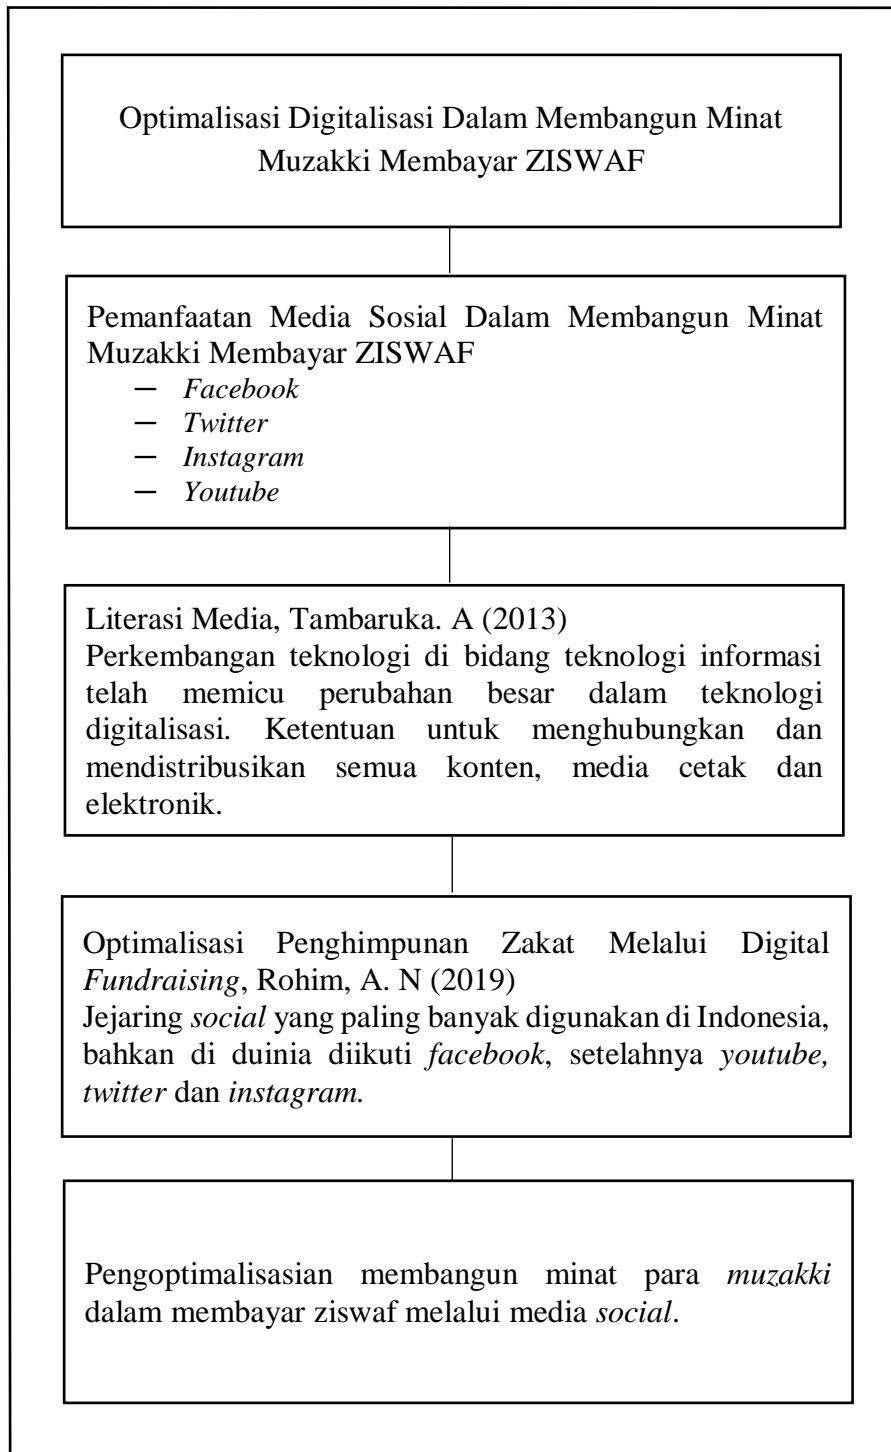 Optimalisasi Digitalisasi Dalam Membangun Minat
Muzakki Membayar ZISWAF
Pemanfaatan Media Sosial Dalam Membangun Minat
Muzakki Membayar ZISWAF
— Facebook
— Twitter
— Instagram
— Youtube
Literasi Media, Tambaruka. A (2013)
Perkembangan teknologi di bidang teknologi informasi
telah memicu perubahan besar dalam teknologi
digitalisasi. Ketentuan untuk menghubungkan dan
mendistribusikan semua konten, media cetak dan
elektronik.
Optimalisasi Penghimpunan Zakat Melalui Digital
Fundraising, Rohim, A. N (2019)
Jejaring social yang paling banyak digunakan di Indonesia,
bahkan di duinia diikuti facebook, setelahnya youtube,
twitter dan instagram.
Pengoptimalisasian membangun minat para muzakki
dalam membayar ziswaf melalui media social.